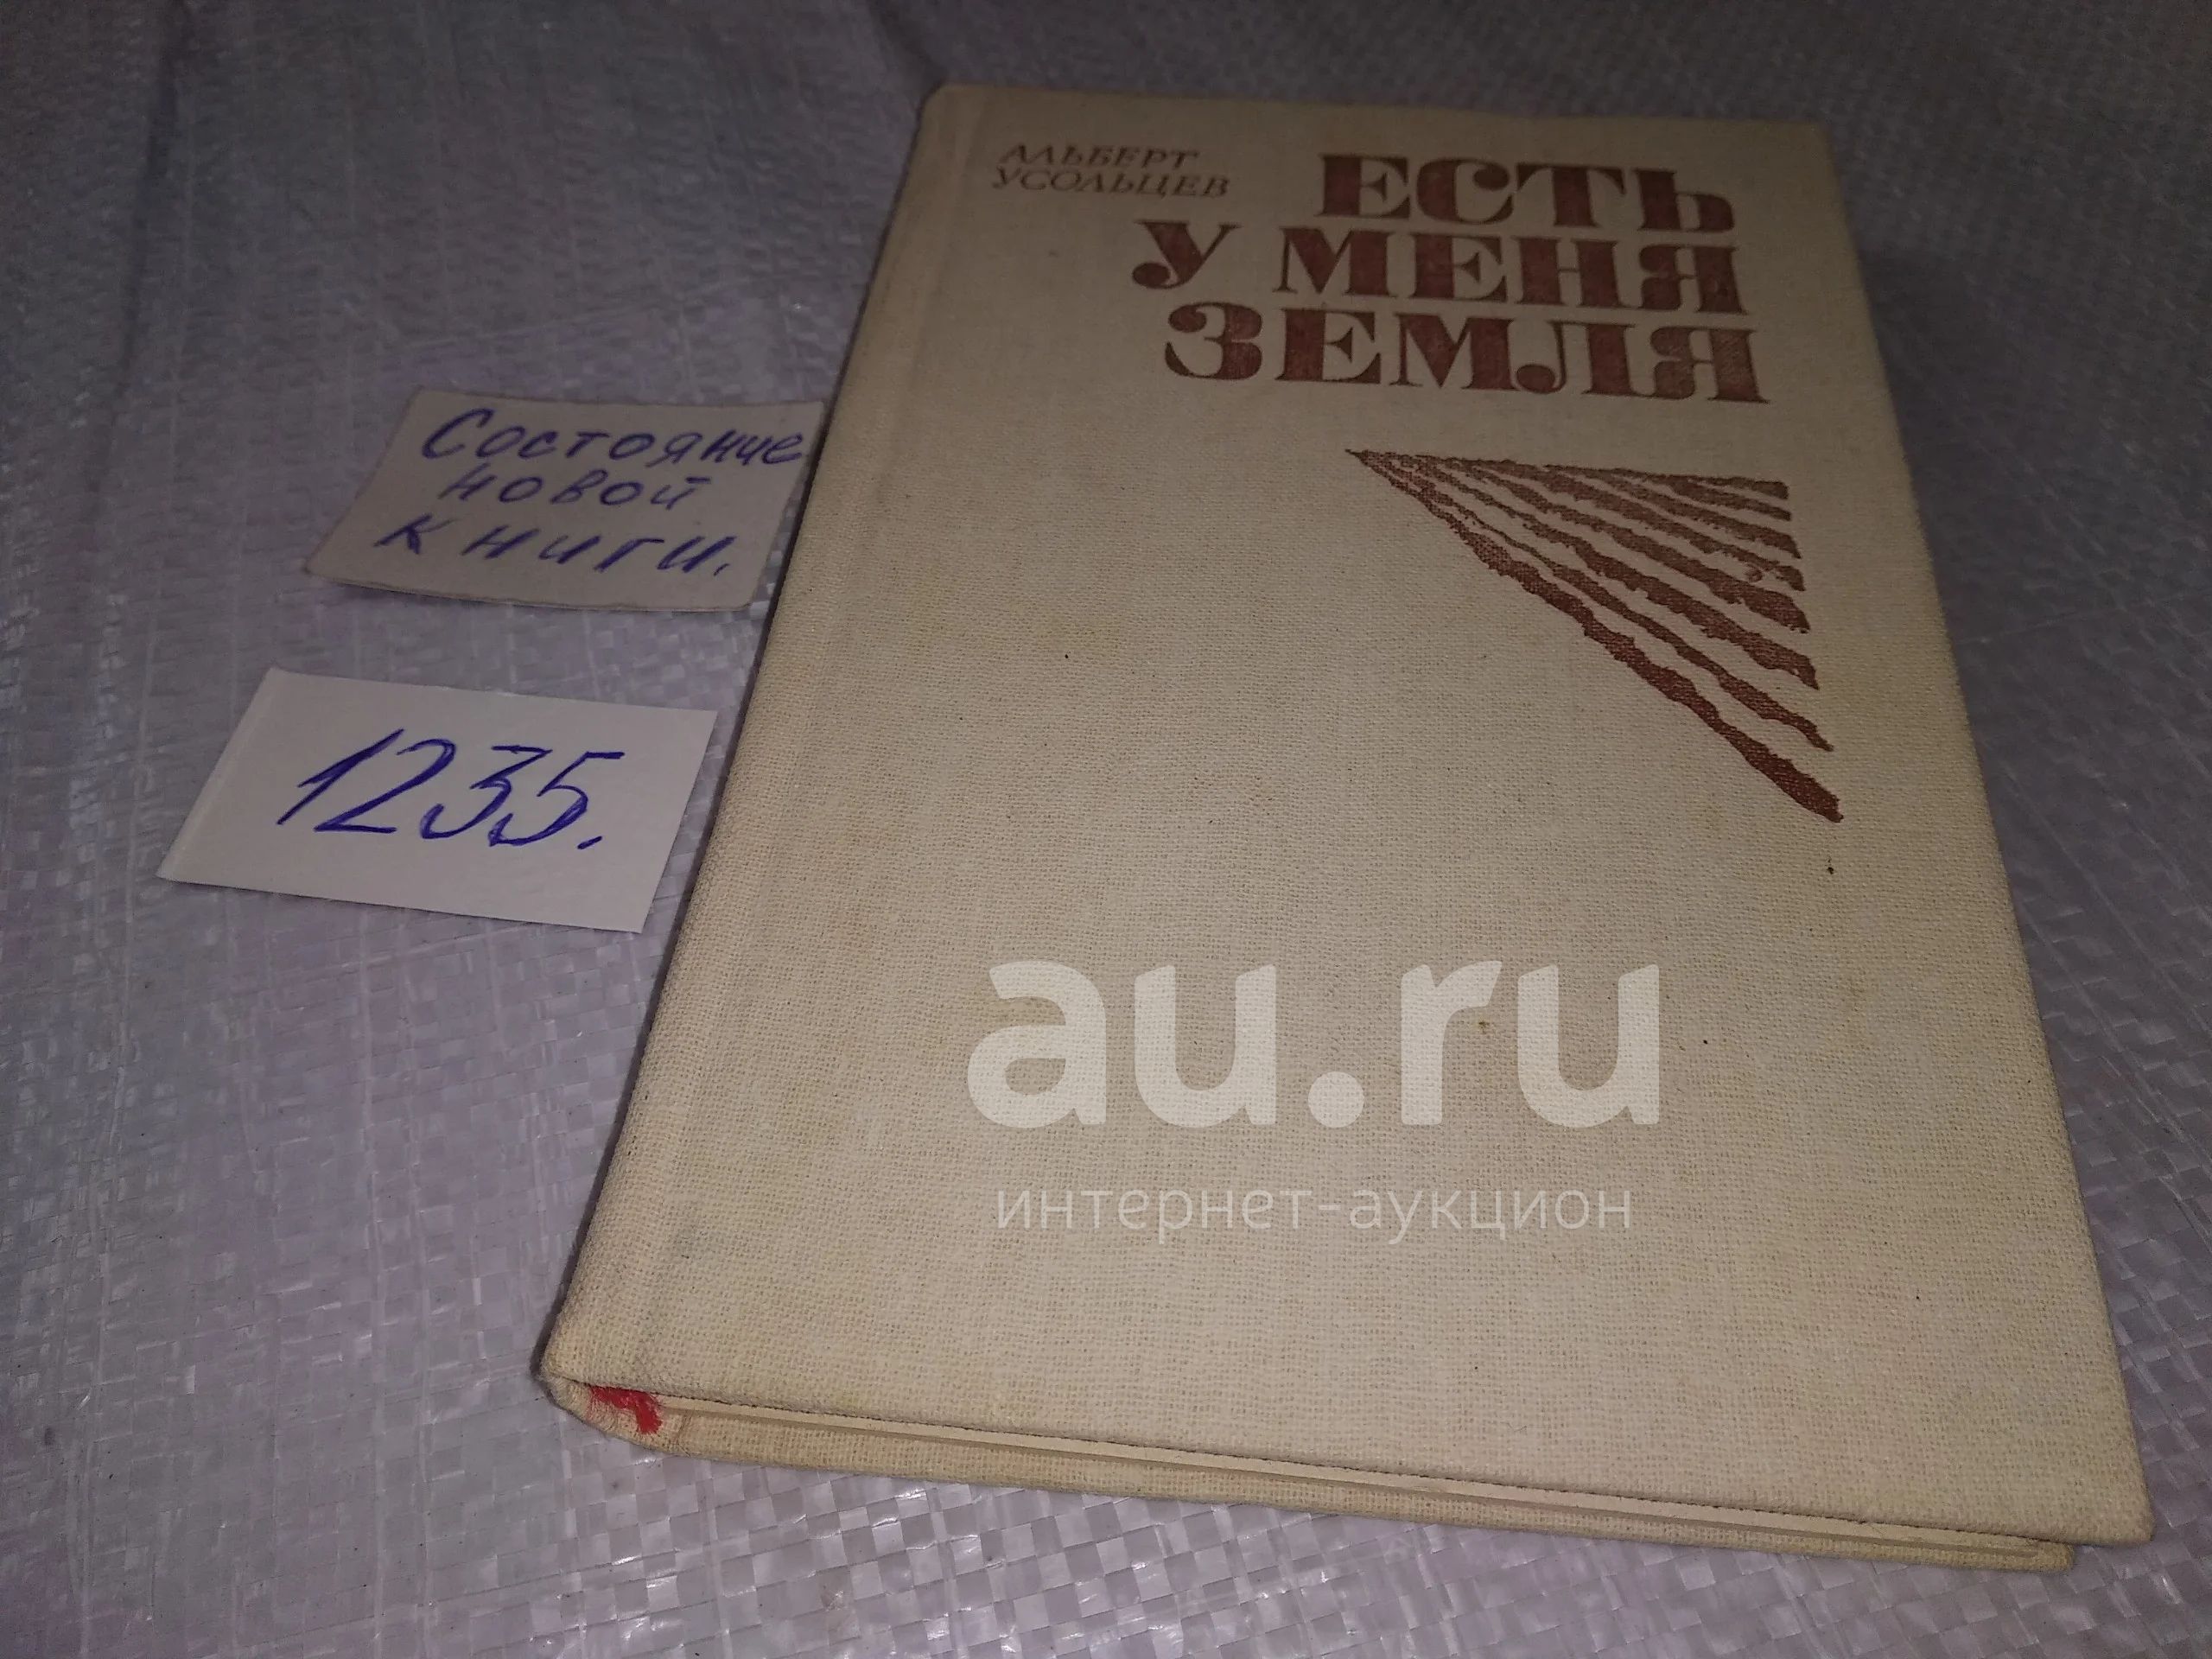 АЛЬБЕРТ
УСОЛЬЦЕВ
ЕСТЬ
У МЕНЯ
ЗЕМЛЯ
Состояние
новой
книги.
1235.
au.ru
интернет-аукцион